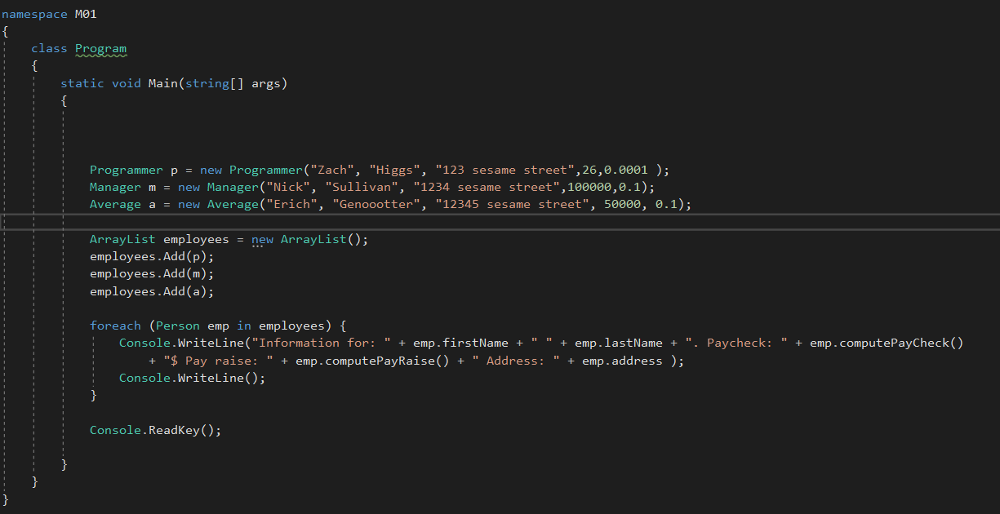 namespace M01
{
    class Program
    {
        static void Main(string[] args)
        {
            Programmer p = new Programmer("Zach", "Higgs", "123 sesame street",26,0.0001 );
            Manager m = new Manager("Nick", "Sullivan", "1234 sesame street",100000,0.1);
            Average a = new Average("Erich", "Genoootter", "12345 sesame street", 50000, 0.1);
            ArrayList employees = new ArrayList();
            employees.Add(p);
            employees.Add(m);
            employees.Add(a);
            foreach (Person emp in employees) {
                Console.WriteLine("Information for: " + emp.firstName + " " + emp.lastName + ". Paycheck: " + emp.computePayCheck()
                    + "$ Pay raise: " + emp.computePayRaise() + " Address: " + emp.address );
                Console.WriteLine();
            }
            Console.ReadKey();
        }
    }
}